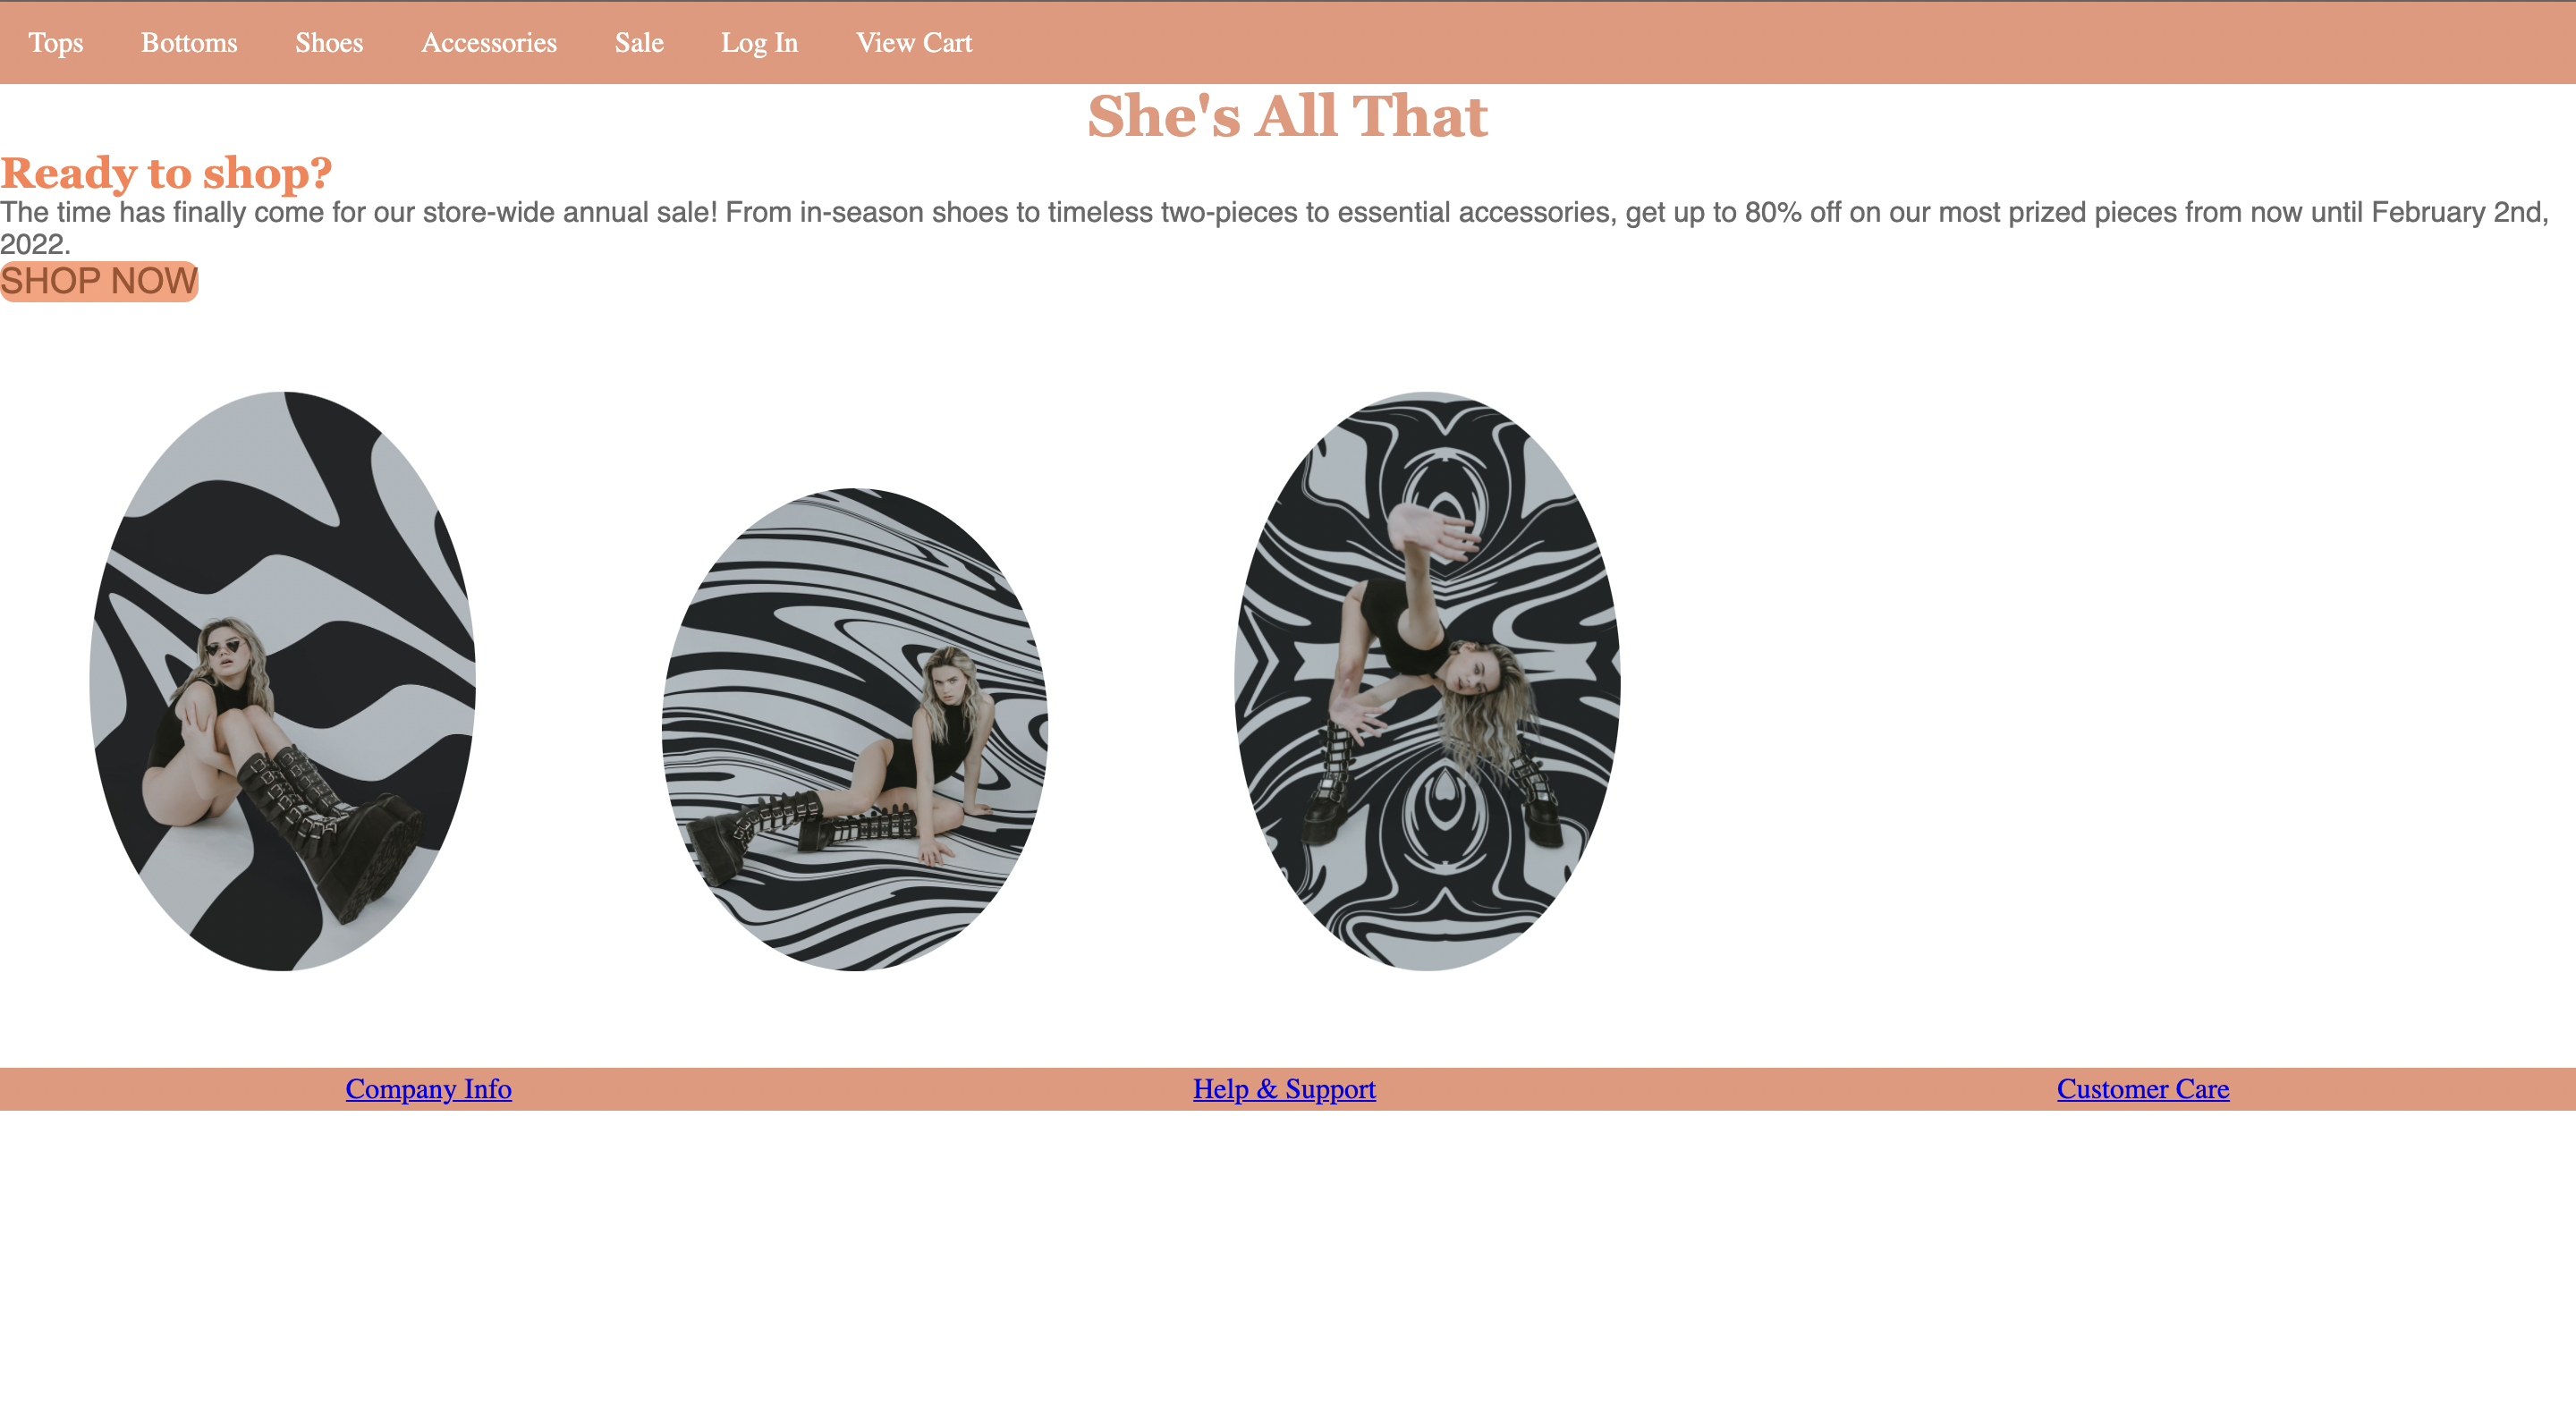 Tops Bottoms Shoes Accessories Sale Log In View Cart
She's All That
Ready to shop?
The time has finally come for our store-wide annual sale! From in-season shoes to timeless two-pieces to essential accessories, get up to 80% off on our most prized pieces from now until February 2nd,
2022.
SHOP NOW
Company Info Help & Support Customer Care